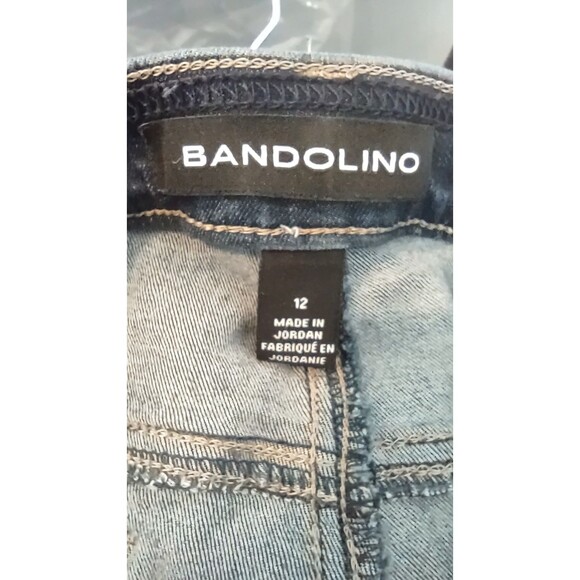 BANDOLINO
12
MADE IN
JORDAN
FABRIQUÉ EN
JORDANIE